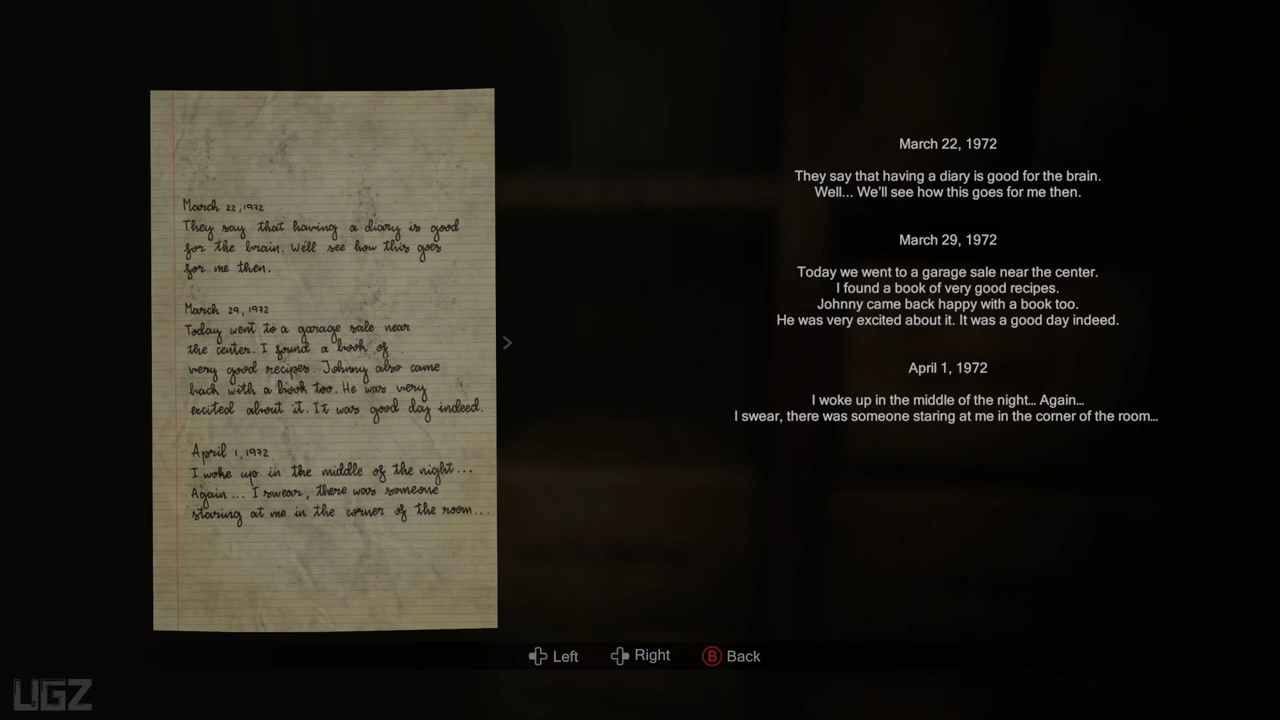 March 22, 1972
They say that having a diary is good
for the brain. We'll see how this goes
for me then.
March 29, 1972
Today went to a garage sale near
the center. I found a book of
very good recipes. Johnny also came
back with a book too. He was very
excited about it. It was good day indeed.
April 1, 1972
I woke up in the middle of the night...
Again... I swear, there was someone
staring at me in the corner of the room...
March 22, 1972
They say that having a diary is good for the brain.
Well... We'll see how this goes for me then.
March 29, 1972
Today we went to a garage sale near the center.
I found a book of very good recipes.
Johnny came back happy with a book too.
He was very excited about it. It was a good day indeed.
April 1, 1972
I woke up in the middle of the night... Again...
I swear, there was someone staring at me in the corner of the room...
Left Right B Back
UGZ